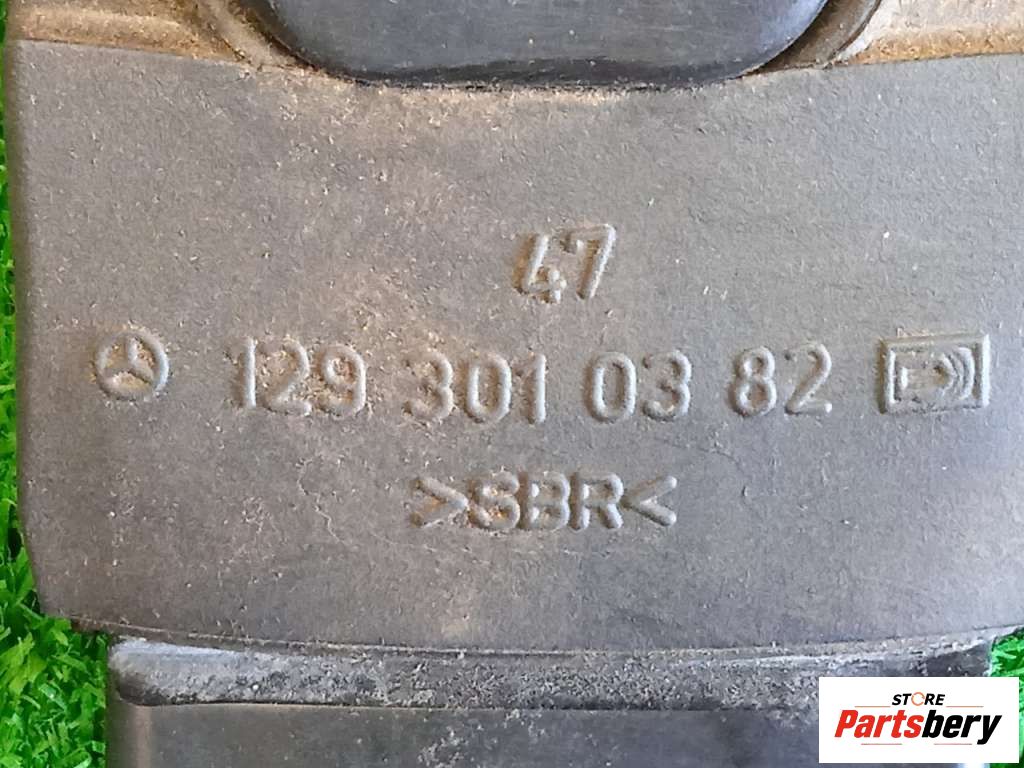 47
129 301 03 82
>SBR<
STORE
Partsbery